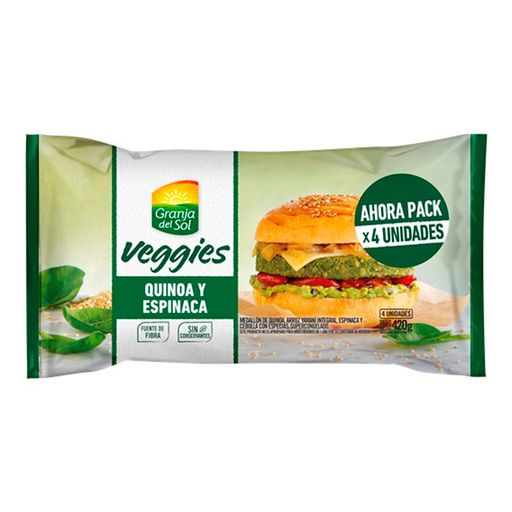 Granja
del Sol
Veggies
QUINOA Y
ESPINACA
FUENTE DE
FIBRA
SIN
CONSERVANTES
AHORA PACK
x4 UNIDADES
MEDALLÓN DE QUINOA, ARROZ YAMANÍ INTEGRAL, ESPINACA Y
CEBOLLA CON ESPECIAS, SUPERCONGELADO
4 UNIDADES
420g